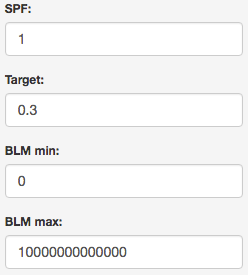 SPF:
1
Target:
0.3
BLM min:
0
BLM max:
10000000000000